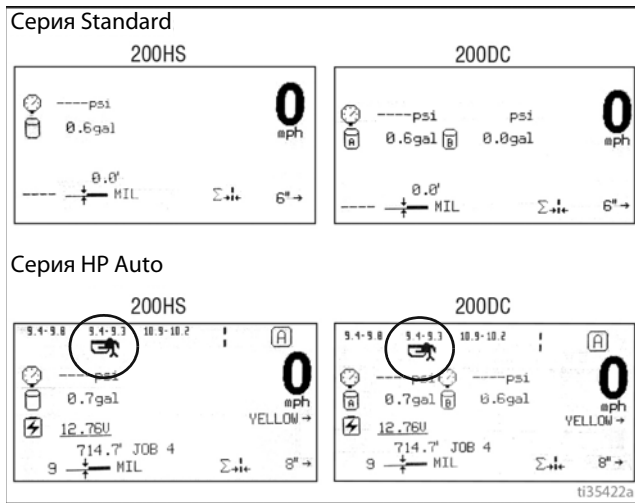 Серия Standard
200HS
200DC
----psi
0.6gal
0
mph
0.0'
---- MIL
Σ
6"→
----psi psi
A 0.6gal B 0.0gal
0
mph
0.0'
---- MIL
Σ
6"→
Серия HP Auto
200HS
200DC
9.4-9.8 9.4-9.3 10.9-10.2
A
----psi
0.7gal
0
mph
YELLOW→
12.76V
714.7' JOB 4
9 MIL
Σ
8"→
9.4-9.8 9.4-9.3 10.9-10.2
A
----psi ----psi
A 0.7gal B 0.6gal
0
mph
YELLOW→
12.76V
714.7' JOB 4
9 MIL
Σ
8"→
ti35422a